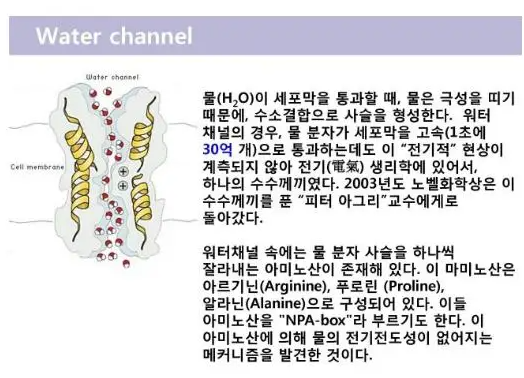 Water channel
Water channel
Cell membrane
물(H₂O)이 세포막을 통과할 때, 물은 극성을 띠기
때문에, 수소결합으로 사슬을 형성한다. 워터
채널의 경우, 물 분자가 세포막을 고속(1초에
30억 개)으로 통과하는데도 이 "전기적" 현상이
계측되지 않아 전기(電氣) 생리학에 있어서,
하나의 수수께끼였다. 2003년도 노벨화학상은 이
수수께끼를 푼 "피터 아그리"교수에게로
돌아갔다.
워터채널 속에는 물 분자 사슬을 하나씩
잘라내는 아미노산이 존재해 있다. 이 마미노산은
아르기닌(Arginine), 푸로린 (Proline),
알라닌(Alanine)으로 구성되어 있다. 이들
아미노산을 "NPA-box"라 부르기도 한다. 이
아미노산에 의해 물의 전기전도성이 없어지는
메커니즘을 발견한 것이다.